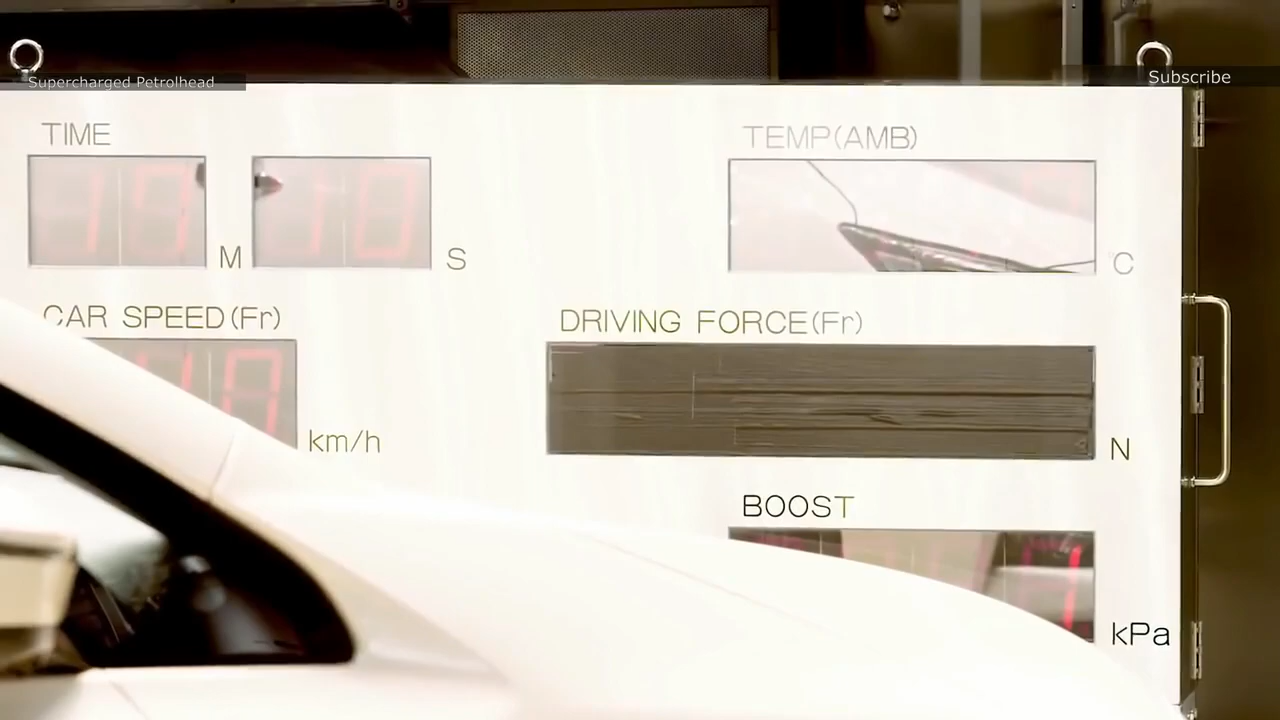 Supercharged Petrolhead
Subscribe
TIME
TEMP(AMB)
M
S
°C
CAR SPEED(Fr)
DRIVING FORCE(Fr)
km/h
N
BOOST
kPa